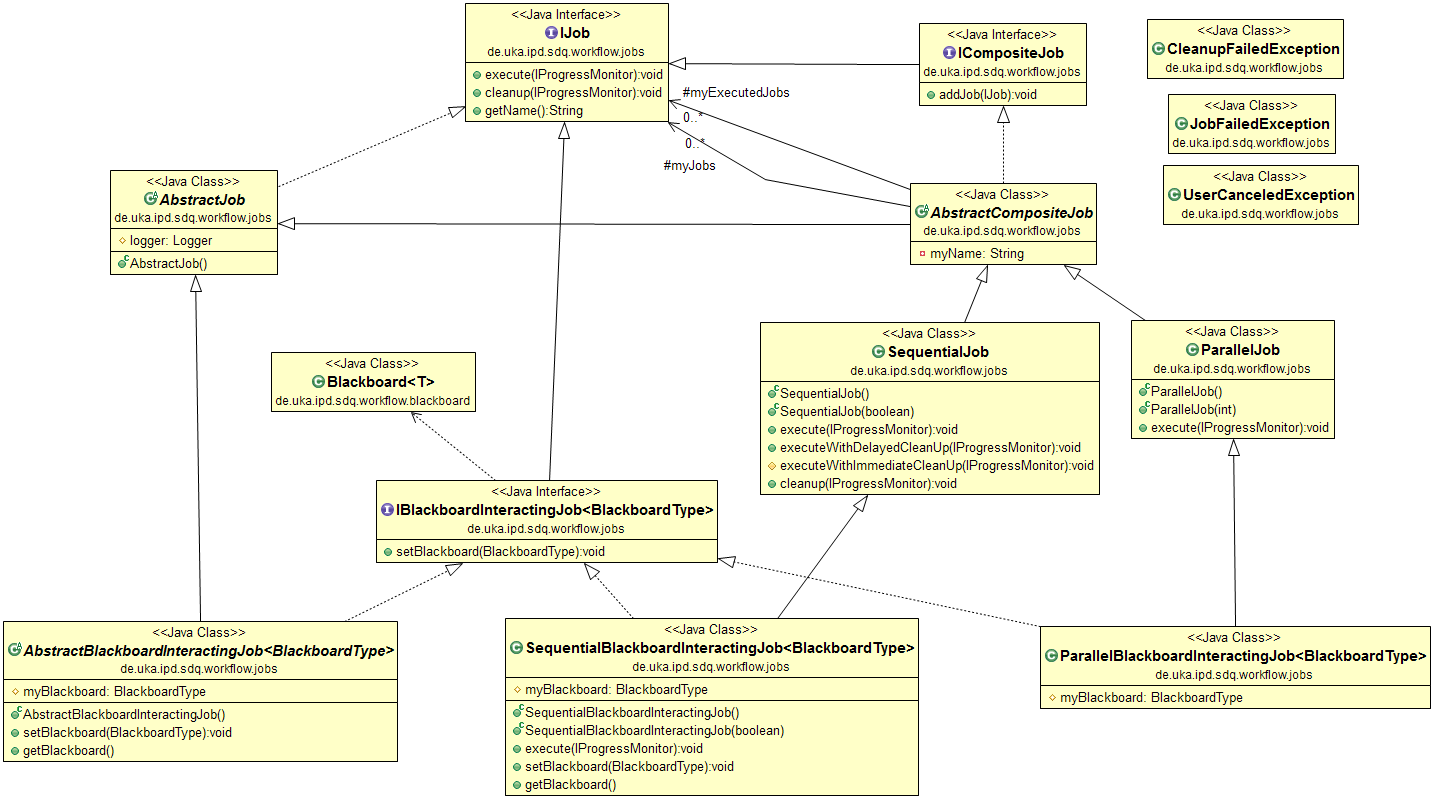 <<Java Interface>>
IJob
de.uka.ipd.sdq.workflow.jobs
execute(IProgressMonitor):void
cleanup(IProgressMonitor):void
getName():String
<<Java Interface>>
ICompositeJob
de.uka.ipd.sdq.workflow.jobs
addJob(IJob):void
<<Java Class>>
CleanupFailedException
de.uka.ipd.sdq.workflow.jobs
<<Java Class>>
JobFailedException
de.uka.ipd.sdq.workflow.jobs
<<Java Class>>
UserCanceledException
de.uka.ipd.sdq.workflow.jobs
#myExecutedJobs
0..*
0..*
#myJobs
<<Java Class>>
AbstractJob
de.uka.ipd.sdq.workflow.jobs
logger: Logger
AbstractJob()
<<Java Class>>
AbstractCompositeJob
de.uka.ipd.sdq.workflow.jobs
myName: String
<<Java Class>>
Blackboard<T>
de.uka.ipd.sdq.workflow.blackboard
<<Java Class>>
SequentialJob
de.uka.ipd.sdq.workflow.jobs
SequentialJob()
SequentialJob(boolean)
execute(IProgressMonitor):void
executeWithDelayedCleanUp(IProgressMonitor):void
executeWithImmediateCleanUp(IProgressMonitor):void
cleanup(IProgressMonitor):void
<<Java Class>>
ParallelJob
de.uka.ipd.sdq.workflow.jobs
ParallelJob()
ParallelJob(int)
execute(IProgressMonitor):void
<<Java Interface>>
IBlackboardInteractingJob<BlackboardType>
de.uka.ipd.sdq.workflow.jobs
setBlackboard(BlackboardType):void
<<Java Class>>
AbstractBlackboardInteractingJob<BlackboardType>
de.uka.ipd.sdq.workflow.jobs
myBlackboard: BlackboardType
AbstractBlackboardInteractingJob()
setBlackboard(BlackboardType):void
getBlackboard()
<<Java Class>>
SequentialBlackboardInteractingJob<BlackboardType>
de.uka.ipd.sdq.workflow.jobs
myBlackboard: BlackboardType
SequentialBlackboardInteractingJob()
SequentialBlackboardInteractingJob(boolean)
execute(IProgressMonitor):void
setBlackboard(BlackboardType):void
getBlackboard()
<<Java Class>>
ParallelBlackboardInteractingJob<BlackboardType>
de.uka.ipd.sdq.workflow.jobs
myBlackboard: BlackboardType